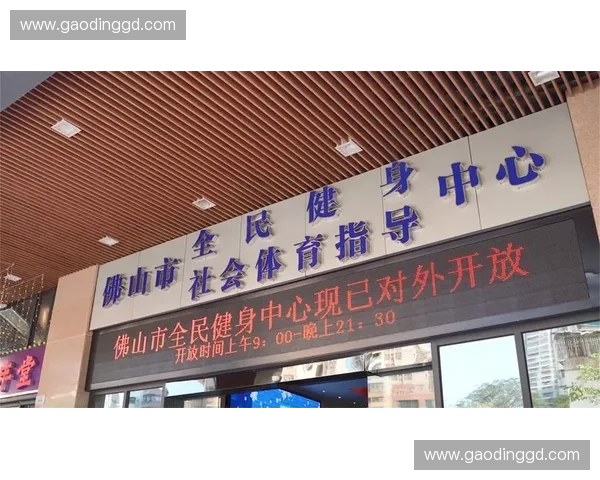 www.gaodinggd.com
佛山市全民健身中心
社会体育指导
佛山市全民健身中心现已对外开放
开放时间上午9:00-晚上21:30
堂
www.gaodinggd.com